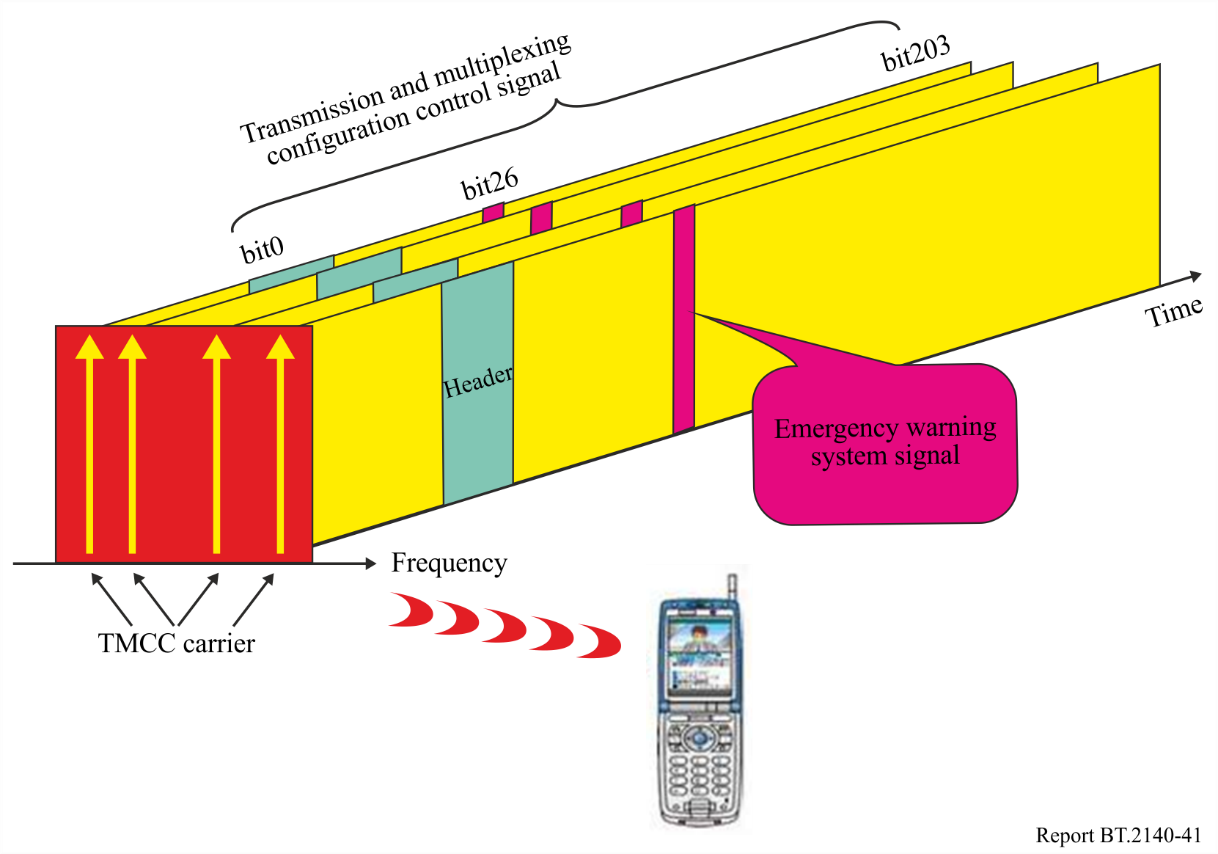 Transmission and multiplexing
configuration control signal
bit203
bit26
bit0
Time
Header
Emergency warning
system signal
Frequency
TMCC carrier
Report BT.2140-41